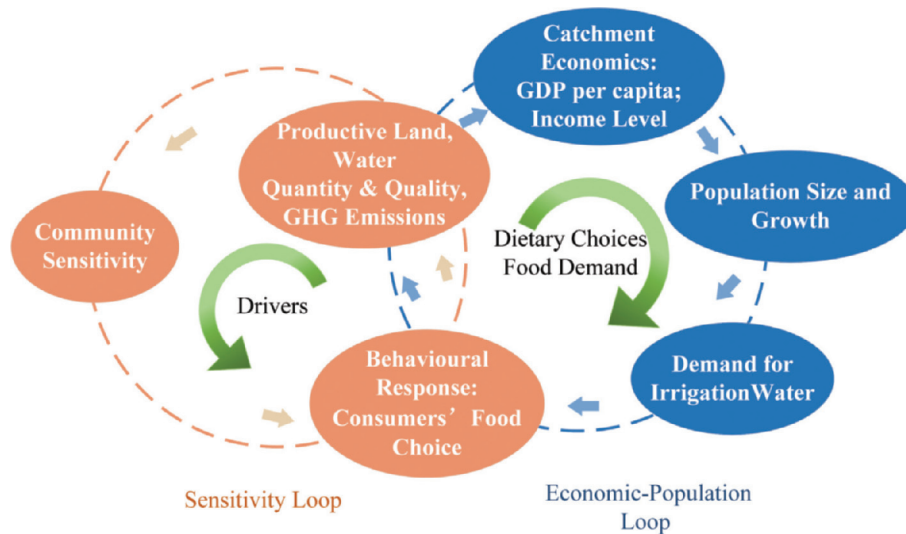 Catchment
Economics:
GDP per capita;
Income Level
Productive Land,
Water
Quantity & Quality,
GHG Emissions
Population Size and
Growth
Community
Sensitivity
Dietary Choices
Food Demand
Drivers
Behavioural
Response:
Consumers’ Food
Choice
Demand for
IrrigationWater
Sensitivity Loop
Economic-Population
Loop